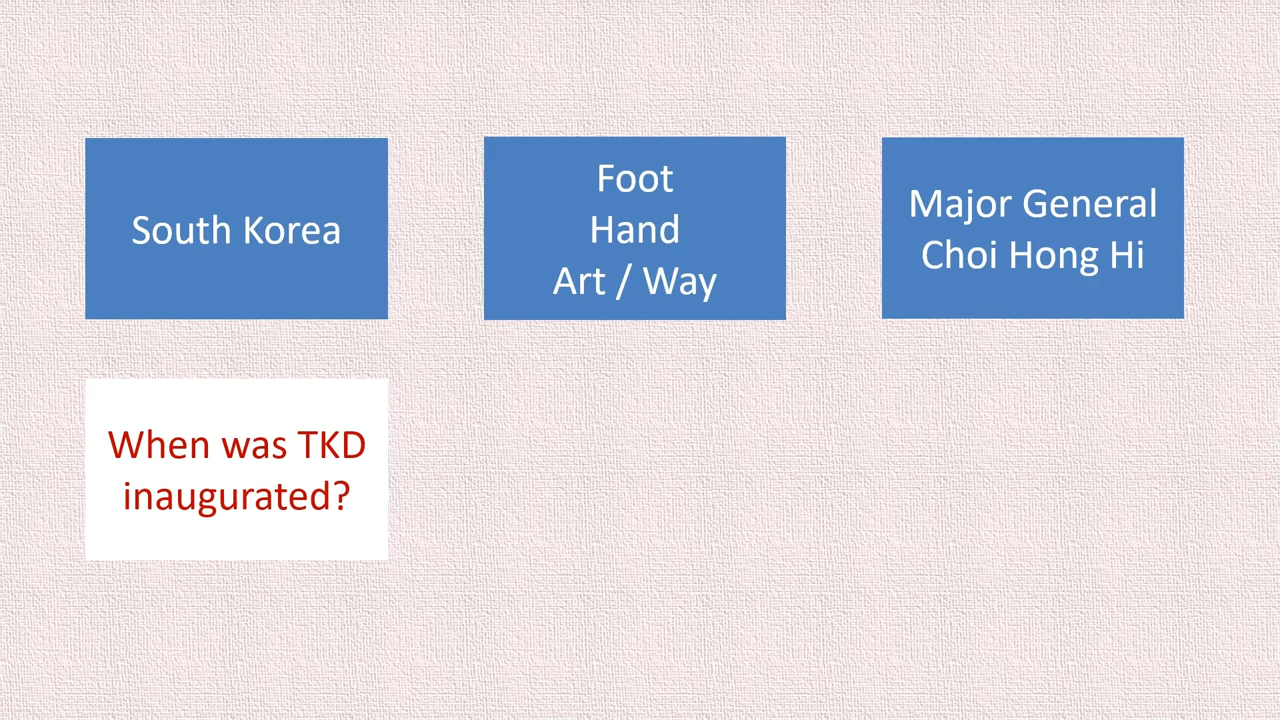 South Korea
Foot
Hand
Art / Way
Major General
Choi Hong Hi
When was TKD
inaugurated?